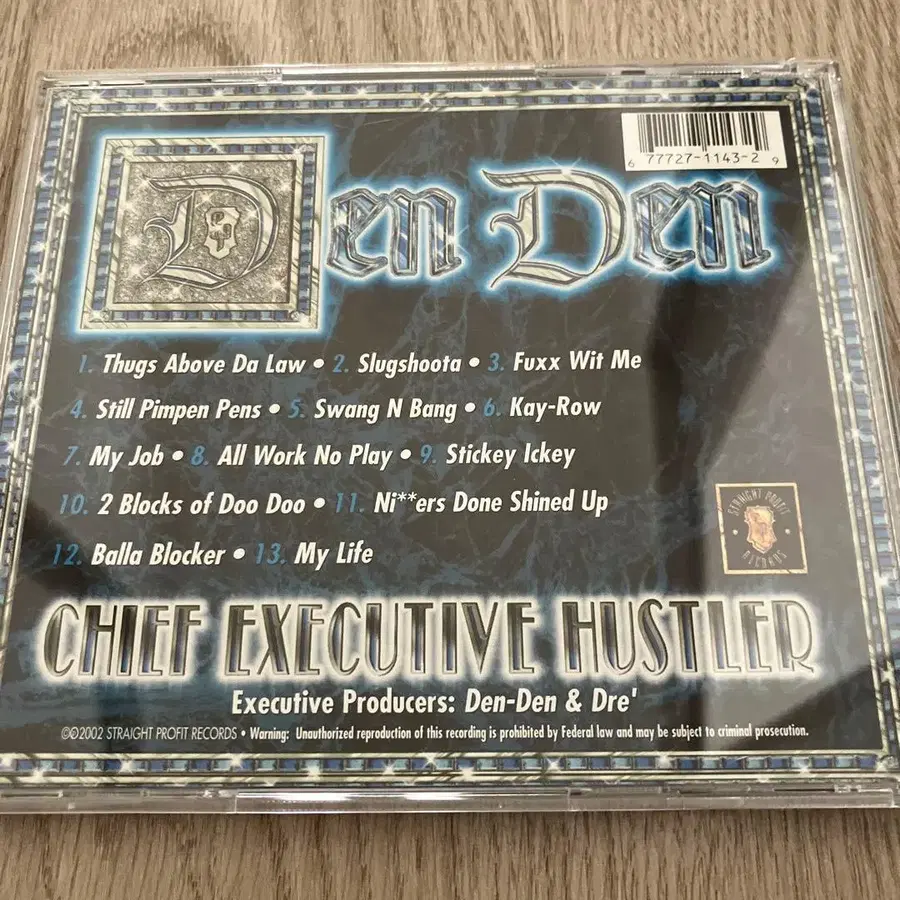 6 77727-1143-2 9
Den Den
1. Thugs Above Da Law • 2. Slugshoota • 3. Fuxx Wit Me
4. Still Pimpen Pens • 5. Swang N Bang • 6. Kay-Row
7. My Job • 8. All Work No Play • 9. Stickey Ickey
10. 2 Blocks of Doo Doo • 11. Ni**ers Done Shined Up
12. Balla Blocker • 13. My Life
STRAIGHT PROFIT
RECORDS
CHIEF EXECUTIVE HUSTLER
Executive Producers: Den-Den & Dre'
©℗2002 STRAIGHT PROFIT RECORDS • Warning: Unauthorized reproduction of this recording is prohibited by Federal law and may be subject to criminal prosecution.